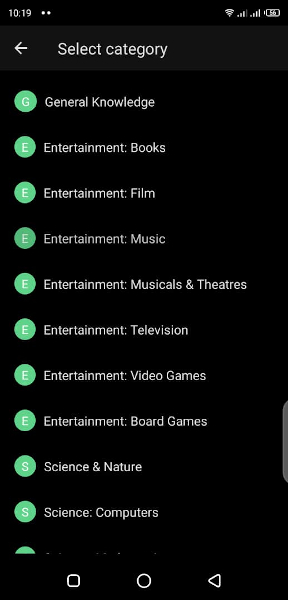 10:19
56
Select category
G General Knowledge
E Entertainment: Books
E Entertainment: Film
E Entertainment: Music
E Entertainment: Musicals & Theatres
E Entertainment: Television
E Entertainment: Video Games
E Entertainment: Board Games
S Science & Nature
S Science: Computers